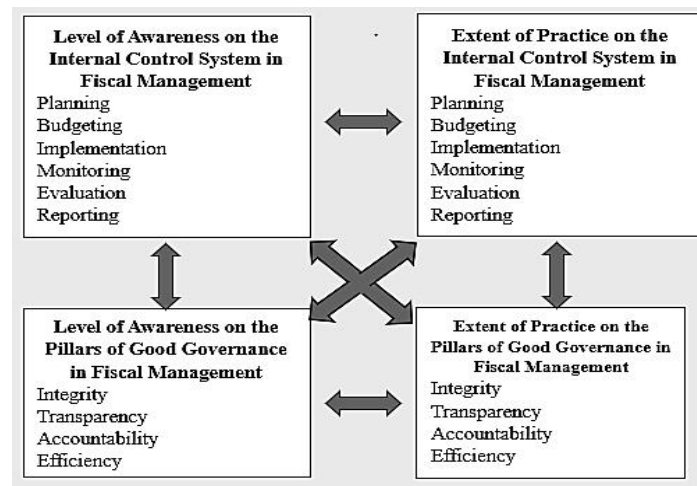 Level of Awareness on the
Internal Control System in
Fiscal Management
Planning
Budgeting
Implementation
Monitoring
Evaluation
Reporting
Extent of Practice on the
Internal Control System in
Fiscal Management
Planning
Budgeting
Implementation
Monitoring
Evaluation
Reporting
Level of Awareness on the
Pillars of Good Governance
in Fiscal Management
Integrity
Transparency
Accountability
Efficiency
Extent of Practice on the
Pillars of Good Governance in
Fiscal Management
Integrity
Transparency
Accountability
Efficiency